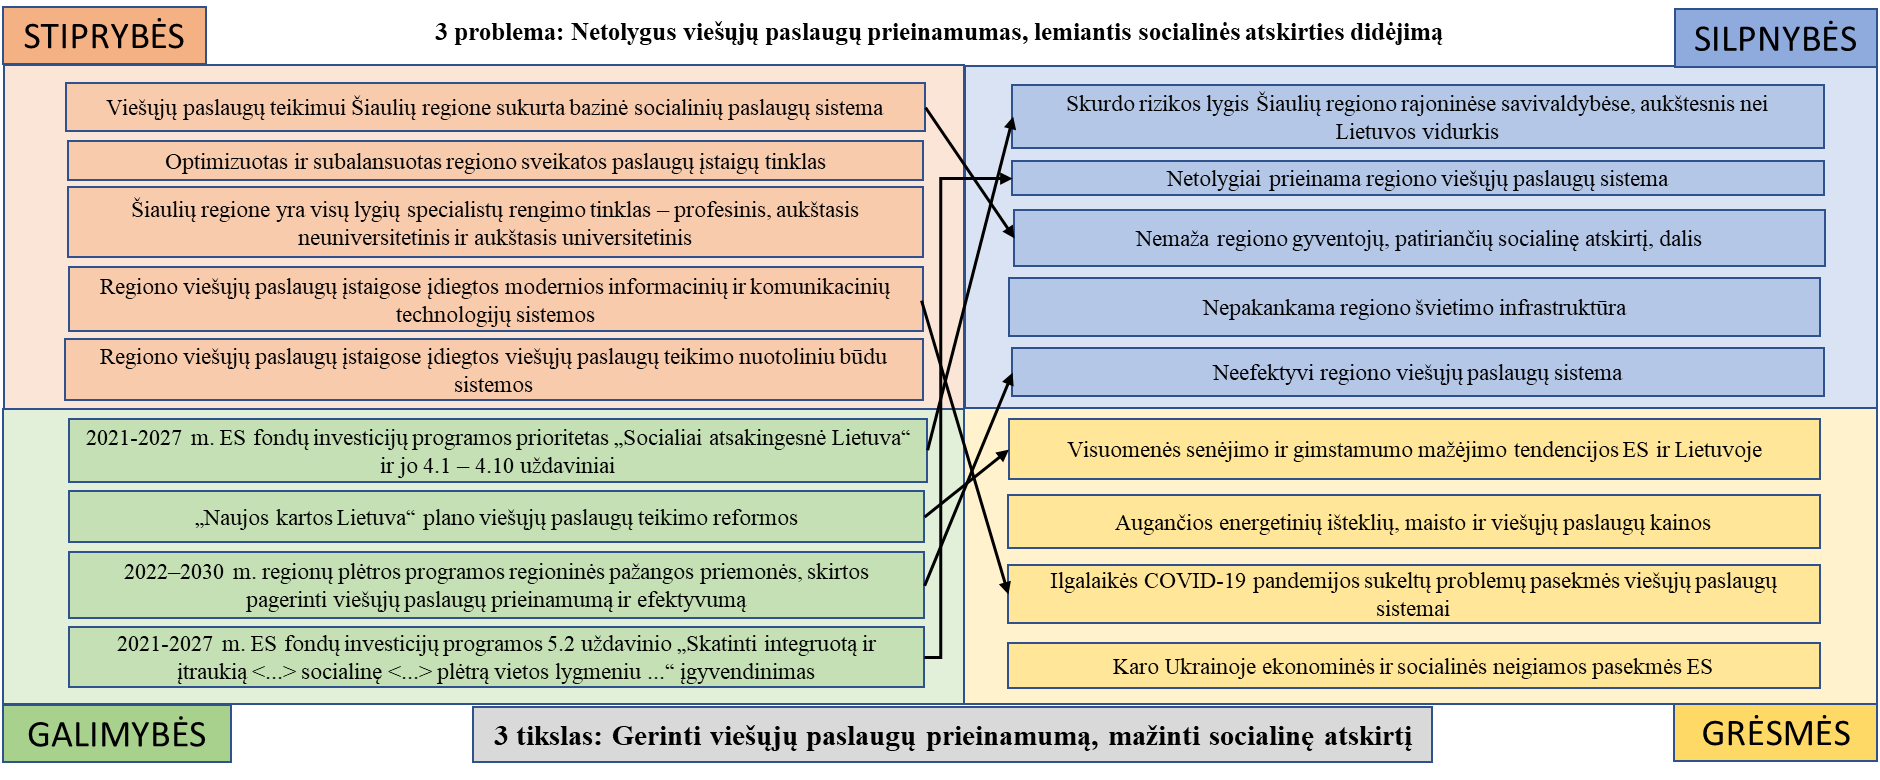 STIPRYBĖS
3 problema: Netolygus viešųjų paslaugų prieinamumas, lemiantis socialinės atskirties didėjimą
SILPNYBĖS
Viešųjų paslaugų teikimui Šiaulių regione sukurta bazinė socialinių paslaugų sistema
Optimizuotas ir subalansuotas regiono sveikatos paslaugų įstaigų tinklas
Šiaulių regione yra visų lygių specialistų rengimo tinklas – profesinis, aukštasis
neuniversitetinis ir aukštasis universitetinis
Regiono viešųjų paslaugų įstaigose įdiegtos modernios informacinių ir komunikacinių
technologijų sistemos
Regiono viešųjų paslaugų įstaigose įdiegtos viešųjų paslaugų teikimo nuotoliniu būdu
sistemos
Skurdo rizikos lygis Šiaulių regiono rajoninėse savivaldybėse, aukštesnis nei
Lietuvos vidurkis
Netolygiai prieinama regiono viešųjų paslaugų sistema
Nemaža regiono gyventojų, patiriančių socialinę atskirtį, dalis
Nepakankama regiono švietimo infrastruktūra
Neefektyvi regiono viešųjų paslaugų sistema
2021-2027 m. ES fondų investicijų programos prioritetas „Socialiai atsakingesnė Lietuva“
ir jo 4.1 – 4.10 uždaviniai
„Naujos kartos Lietuva“ plano viešųjų paslaugų teikimo reformos
2022–2030 m. regionų plėtros programos regioninės pažangos priemonės, skirtos
pagerinti viešųjų paslaugų prieinamumą ir efektyvumą
2021-2027 m. ES fondų investicijų programos 5.2 uždavinio „Skatinti integruotą ir
įtraukią <...> socialinę <...> plėtrą vietos lygmeniu ...“ įgyvendinimas
Visuomenės senėjimo ir gimstamumo mažėjimo tendencijos ES ir Lietuvoje
Augančios energetinių išteklių, maisto ir viešųjų paslaugų kainos
Ilgalaikės COVID-19 pandemijos sukeltų problemų pasekmės viešųjų paslaugų
sistemai
Karo Ukrainoje ekonominės ir socialinės neigiamos pasekmės ES
GALIMYBĖS
3 tikslas: Gerinti viešųjų paslaugų prieinamumą, mažinti socialinę atskirtį
GRĖSMĖS